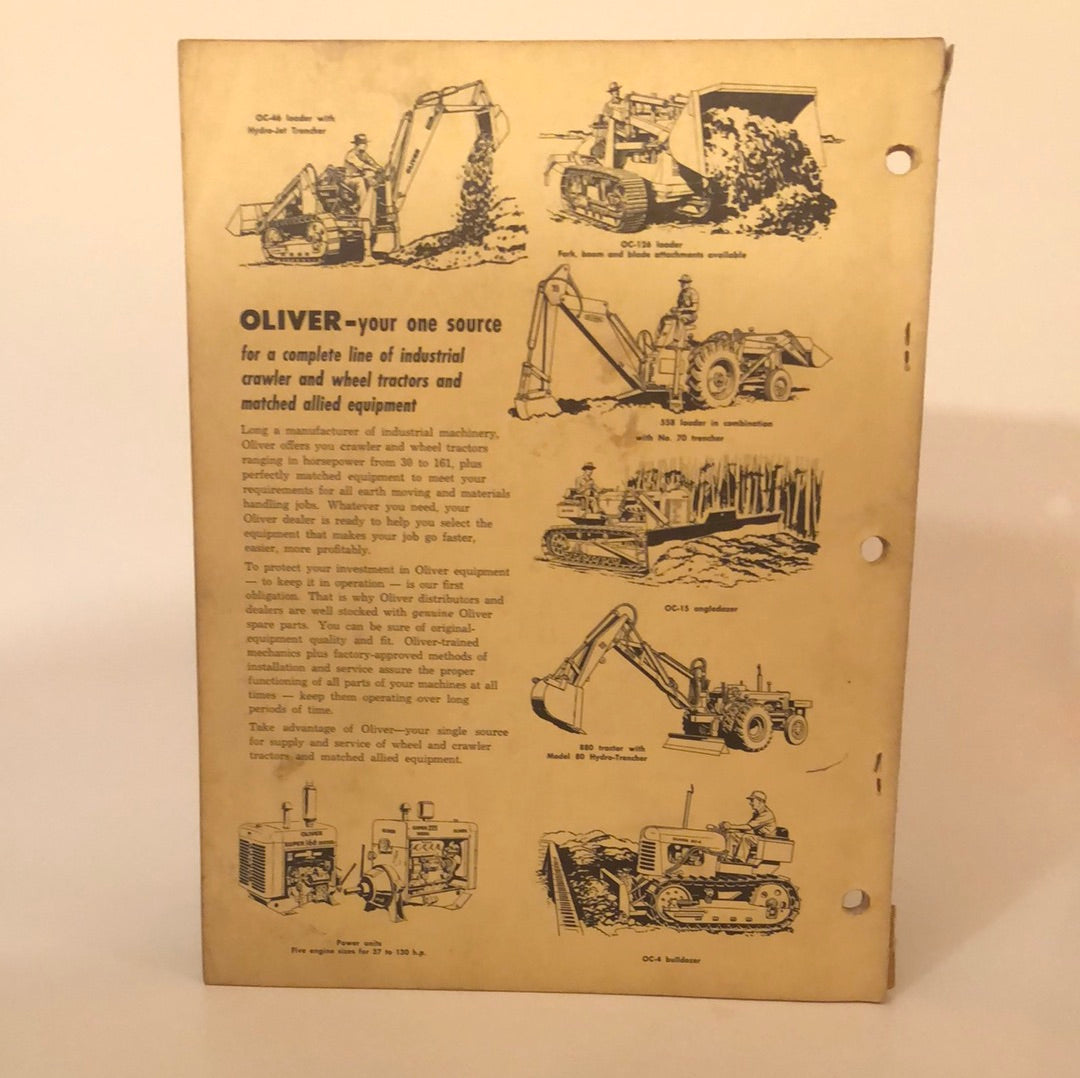 OC-46 loader with
Hydro-Jet Trencher
OLIVER
OC-126 loader
Fork, boom and blade attachments available
OLIVER-your one source
for a complete line of industrial
crawler and wheel tractors and
matched allied equipment
Long a manufacturer of industrial machinery,
Oliver offers you crawler and wheel tractors
ranging in horsepower from 30 to 161, plus
perfectly matched equipment to meet your
requirements for all earth moving and materials
handling jobs. Whatever you need, your
Oliver dealer is ready to help you select the
equipment that makes your job go faster,
easier, more profitably.
To protect your investment in Oliver equipment
— to keep it in operation — is our first
obligation. That is why Oliver distributors and
dealers are well stocked with genuine Oliver
spare parts. You can be sure of original-
equipment quality and fit. Oliver-trained
mechanics plus factory-approved methods of
installation and service assure the proper
functioning of all parts of your machines at all
times — keep them operating over long
periods of time.
Take advantage of Oliver—your single source
for supply and service of wheel and crawler
tractors and matched allied equipment.
558 loader in combination
with No. 70 trencher
OC-15 angledozer
880 tractor with
Model 80 Hydro-Trencher
OLIVER
SUPER
SUPER
Power units
Five engine sizes for 37 to 130 h.p.
OC-4 bulldozer